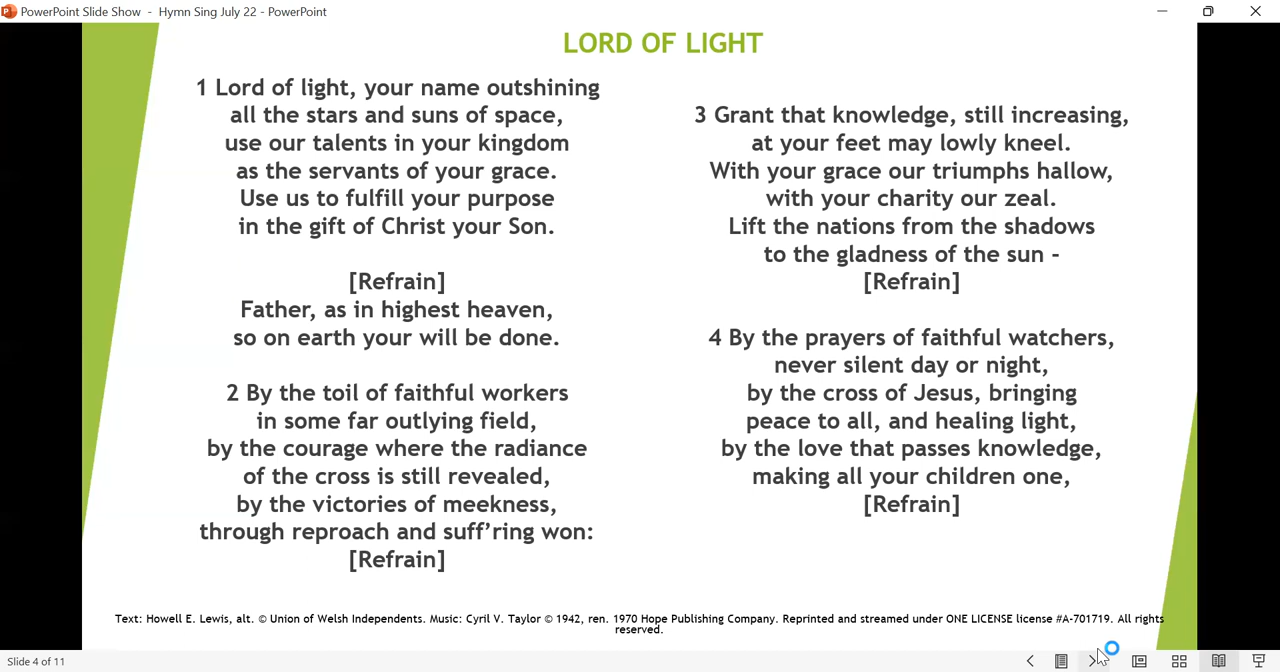 PowerPoint Slide Show - Hymn Sing July 22 - PowerPoint
LORD OF LIGHT
1 Lord of light, your name outshining
all the stars and suns of space,
use our talents in your kingdom
as the servants of your grace.
Use us to fulfill your purpose
in the gift of Christ your Son.
[Refrain]
Father, as in highest heaven,
so on earth your will be done.
2 By the toil of faithful workers
in some far outlying field,
by the courage where the radiance
of the cross is still revealed,
by the victories of meekness,
through reproach and suff’ring won:
[Refrain]
3 Grant that knowledge, still increasing,
at your feet may lowly kneel.
With your grace our triumphs hallow,
with your charity our zeal.
Lift the nations from the shadows
to the gladness of the sun -
[Refrain]
4 By the prayers of faithful watchers,
never silent day or night,
by the cross of Jesus, bringing
peace to all, and healing light,
by the love that passes knowledge,
making all your children one,
[Refrain]
Text: Howell E. Lewis, alt. © Union of Welsh Independents. Music: Cyril V. Taylor © 1942, ren. 1970 Hope Publishing Company. Reprinted and streamed under ONE LICENSE license #A-701719. All rights
reserved.
Slide 4 of 11